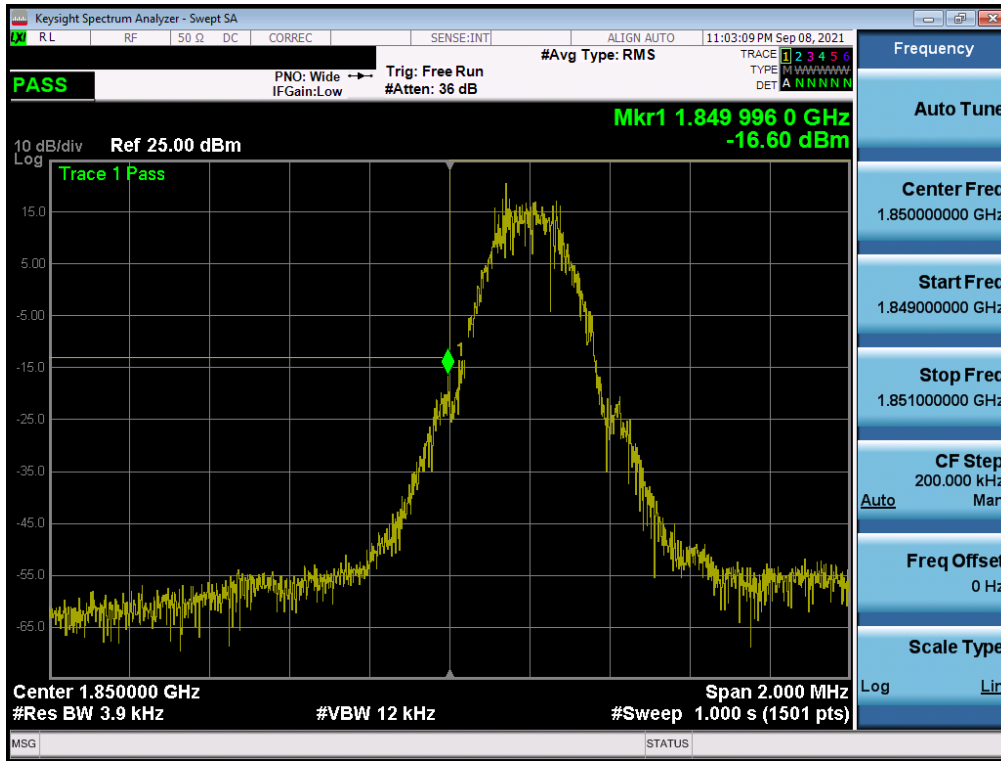 Keysight Spectrum Analyzer - Swept SA
LXI RL RF 50 Ω DC CORREC SENSE:INT ALIGN AUTO 11:03:09 PM Sep 08, 2021
PASS
PNO: Wide
IFGain:Low
Trig: Free Run
#Atten: 36 dB
#Avg Type: RMS
TRACE 1 2 3 4 5 6
TYPE M W W W W W
DET A N N N N N
Mkr1 1.849 996 0 GHz
-16.60 dBm
10 dB/div Ref 25.00 dBm
Log
Trace 1 Pass
15.0
5.00
-5.00
-15.0
-25.0
-35.0
-45.0
-55.0
-65.0
1
Center 1.850000 GHz Span 2.000 MHz
#Res BW 3.9 kHz #VBW 12 kHz #Sweep 1.000 s (1501 pts)
MSG STATUS
Frequency
Auto Tune
Center Freq
1.850000000 GHz
Start Freq
1.849000000 GHz
Stop Freq
1.851000000 GHz
CF Step
200.000 kHz
Auto Man
Freq Offset
0 Hz
Scale Type
Log Lin